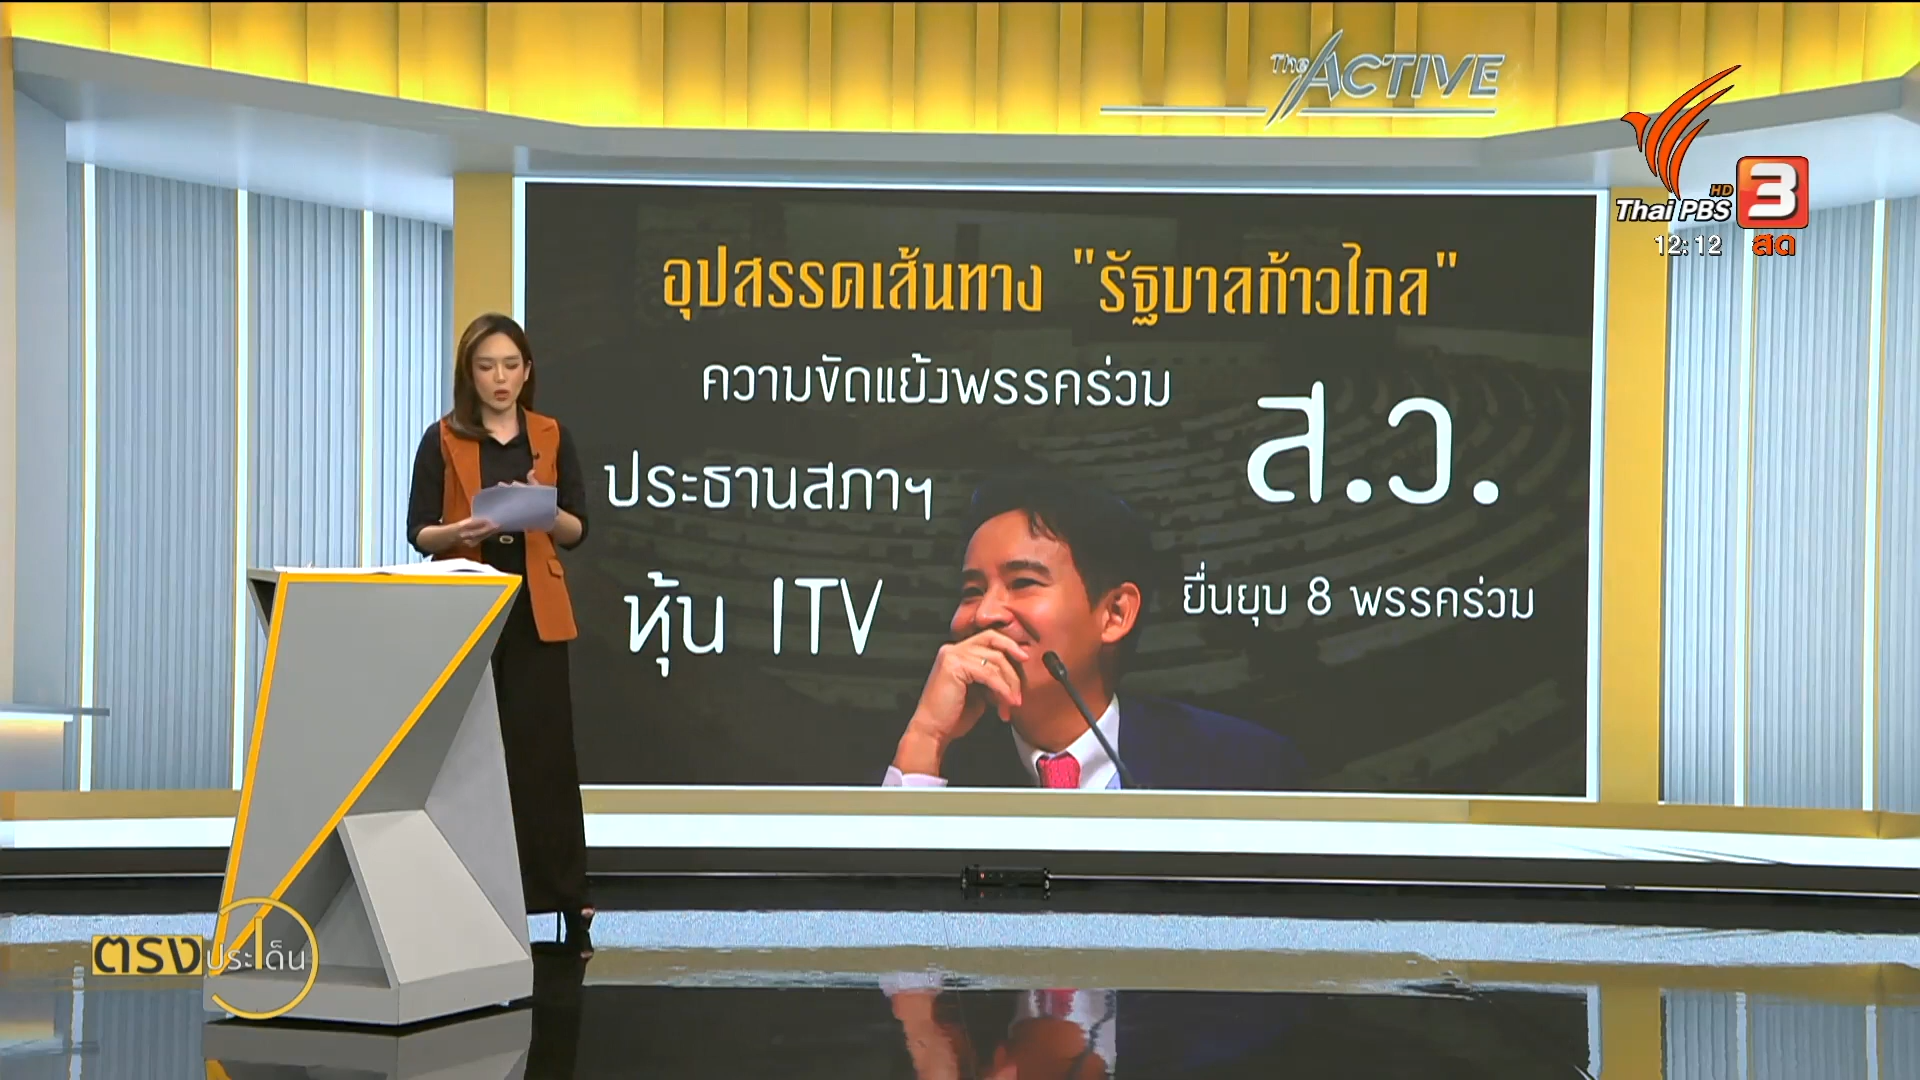 The ACTIVE
Thai PBS HD 3
12:12 สด
อุปสรรคเส้นทาง "รัฐบาลก้าวไกล"
ความขัดแย้งพรรคร่วม
ส.ว.
ประธานสภาฯ
หุ้น ITV
ยื่นยุบ 8 พรรคร่วม
ตรงประเด็น